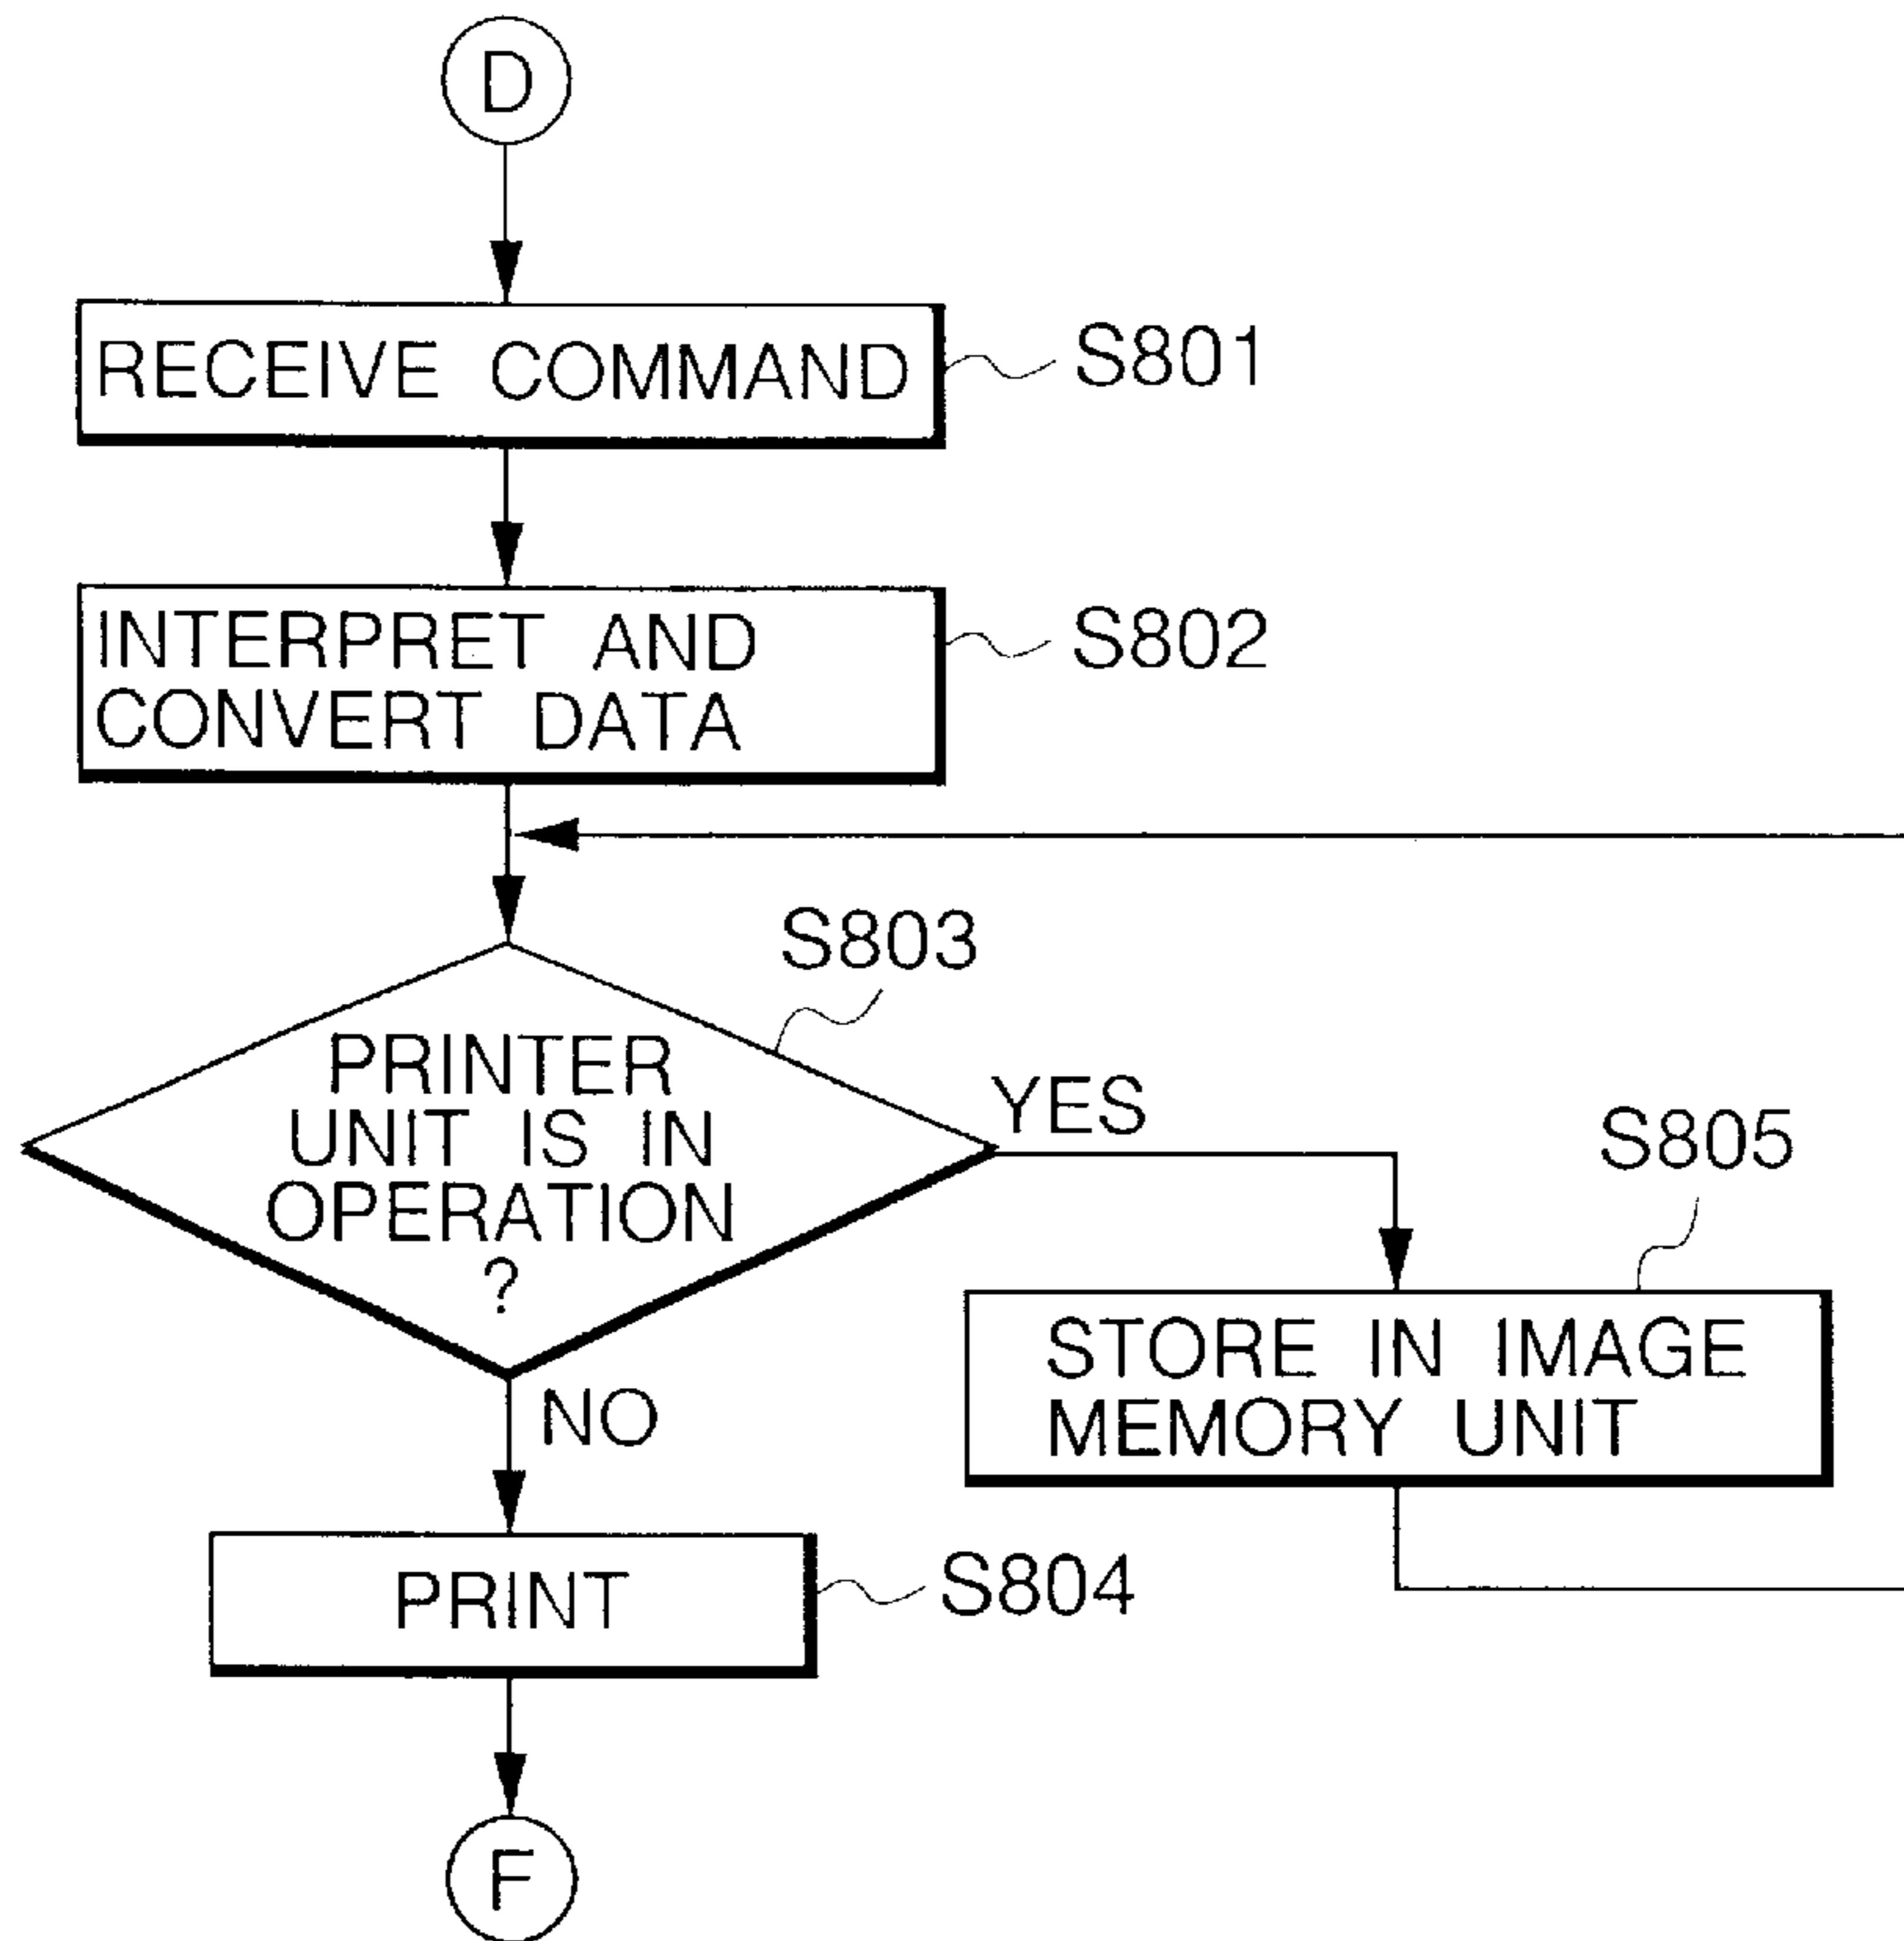 D
RECEIVE COMMAND
S801
INTERPRET AND
CONVERT DATA
S802
S803
PRINTER
UNIT IS IN
OPERATION
?
YES
S805
STORE IN IMAGE
MEMORY UNIT
NO
PRINT
S804
F